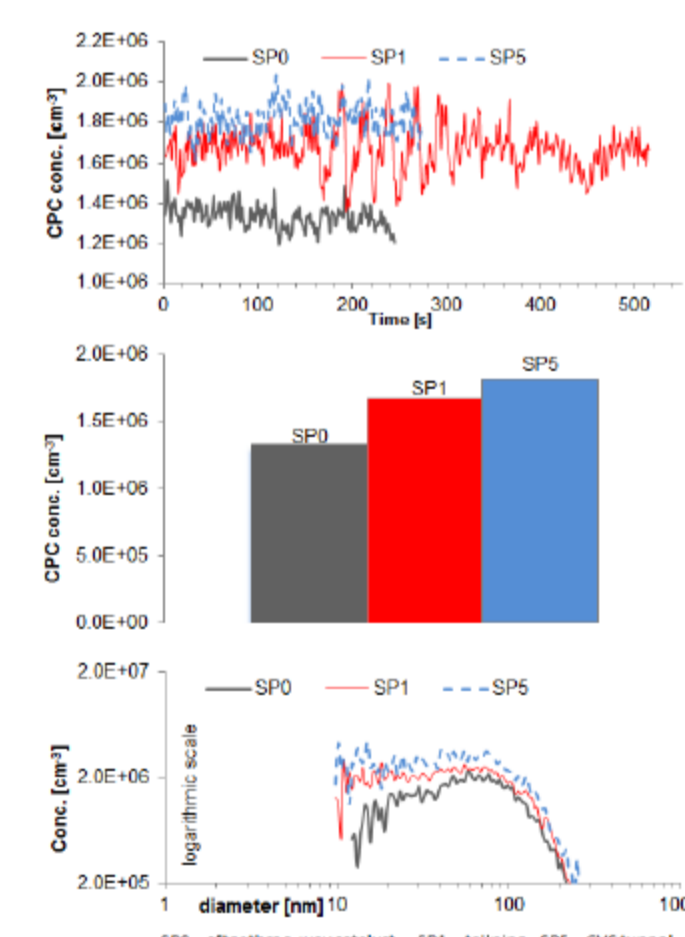 2.2E+06
SP0 SP1 SP5
2.0E+06
1.8E+06
1.6E+06
1.4E+06
1.2E+06
1.0E+06
CPC conc. [cm-3]
0 100 200 300 400 500
Time [s]
2.0E+06
1.5E+06
1.0E+06
5.0E+05
0.0E+00
CPC conc. [cm-3]
SP0
SP1
SP5
2.0E+07
SP0 SP1 SP5
2.0E+06
2.0E+05
Conc. [cm-3]
logarithmic scale
1 diameter [nm] 10 100 100